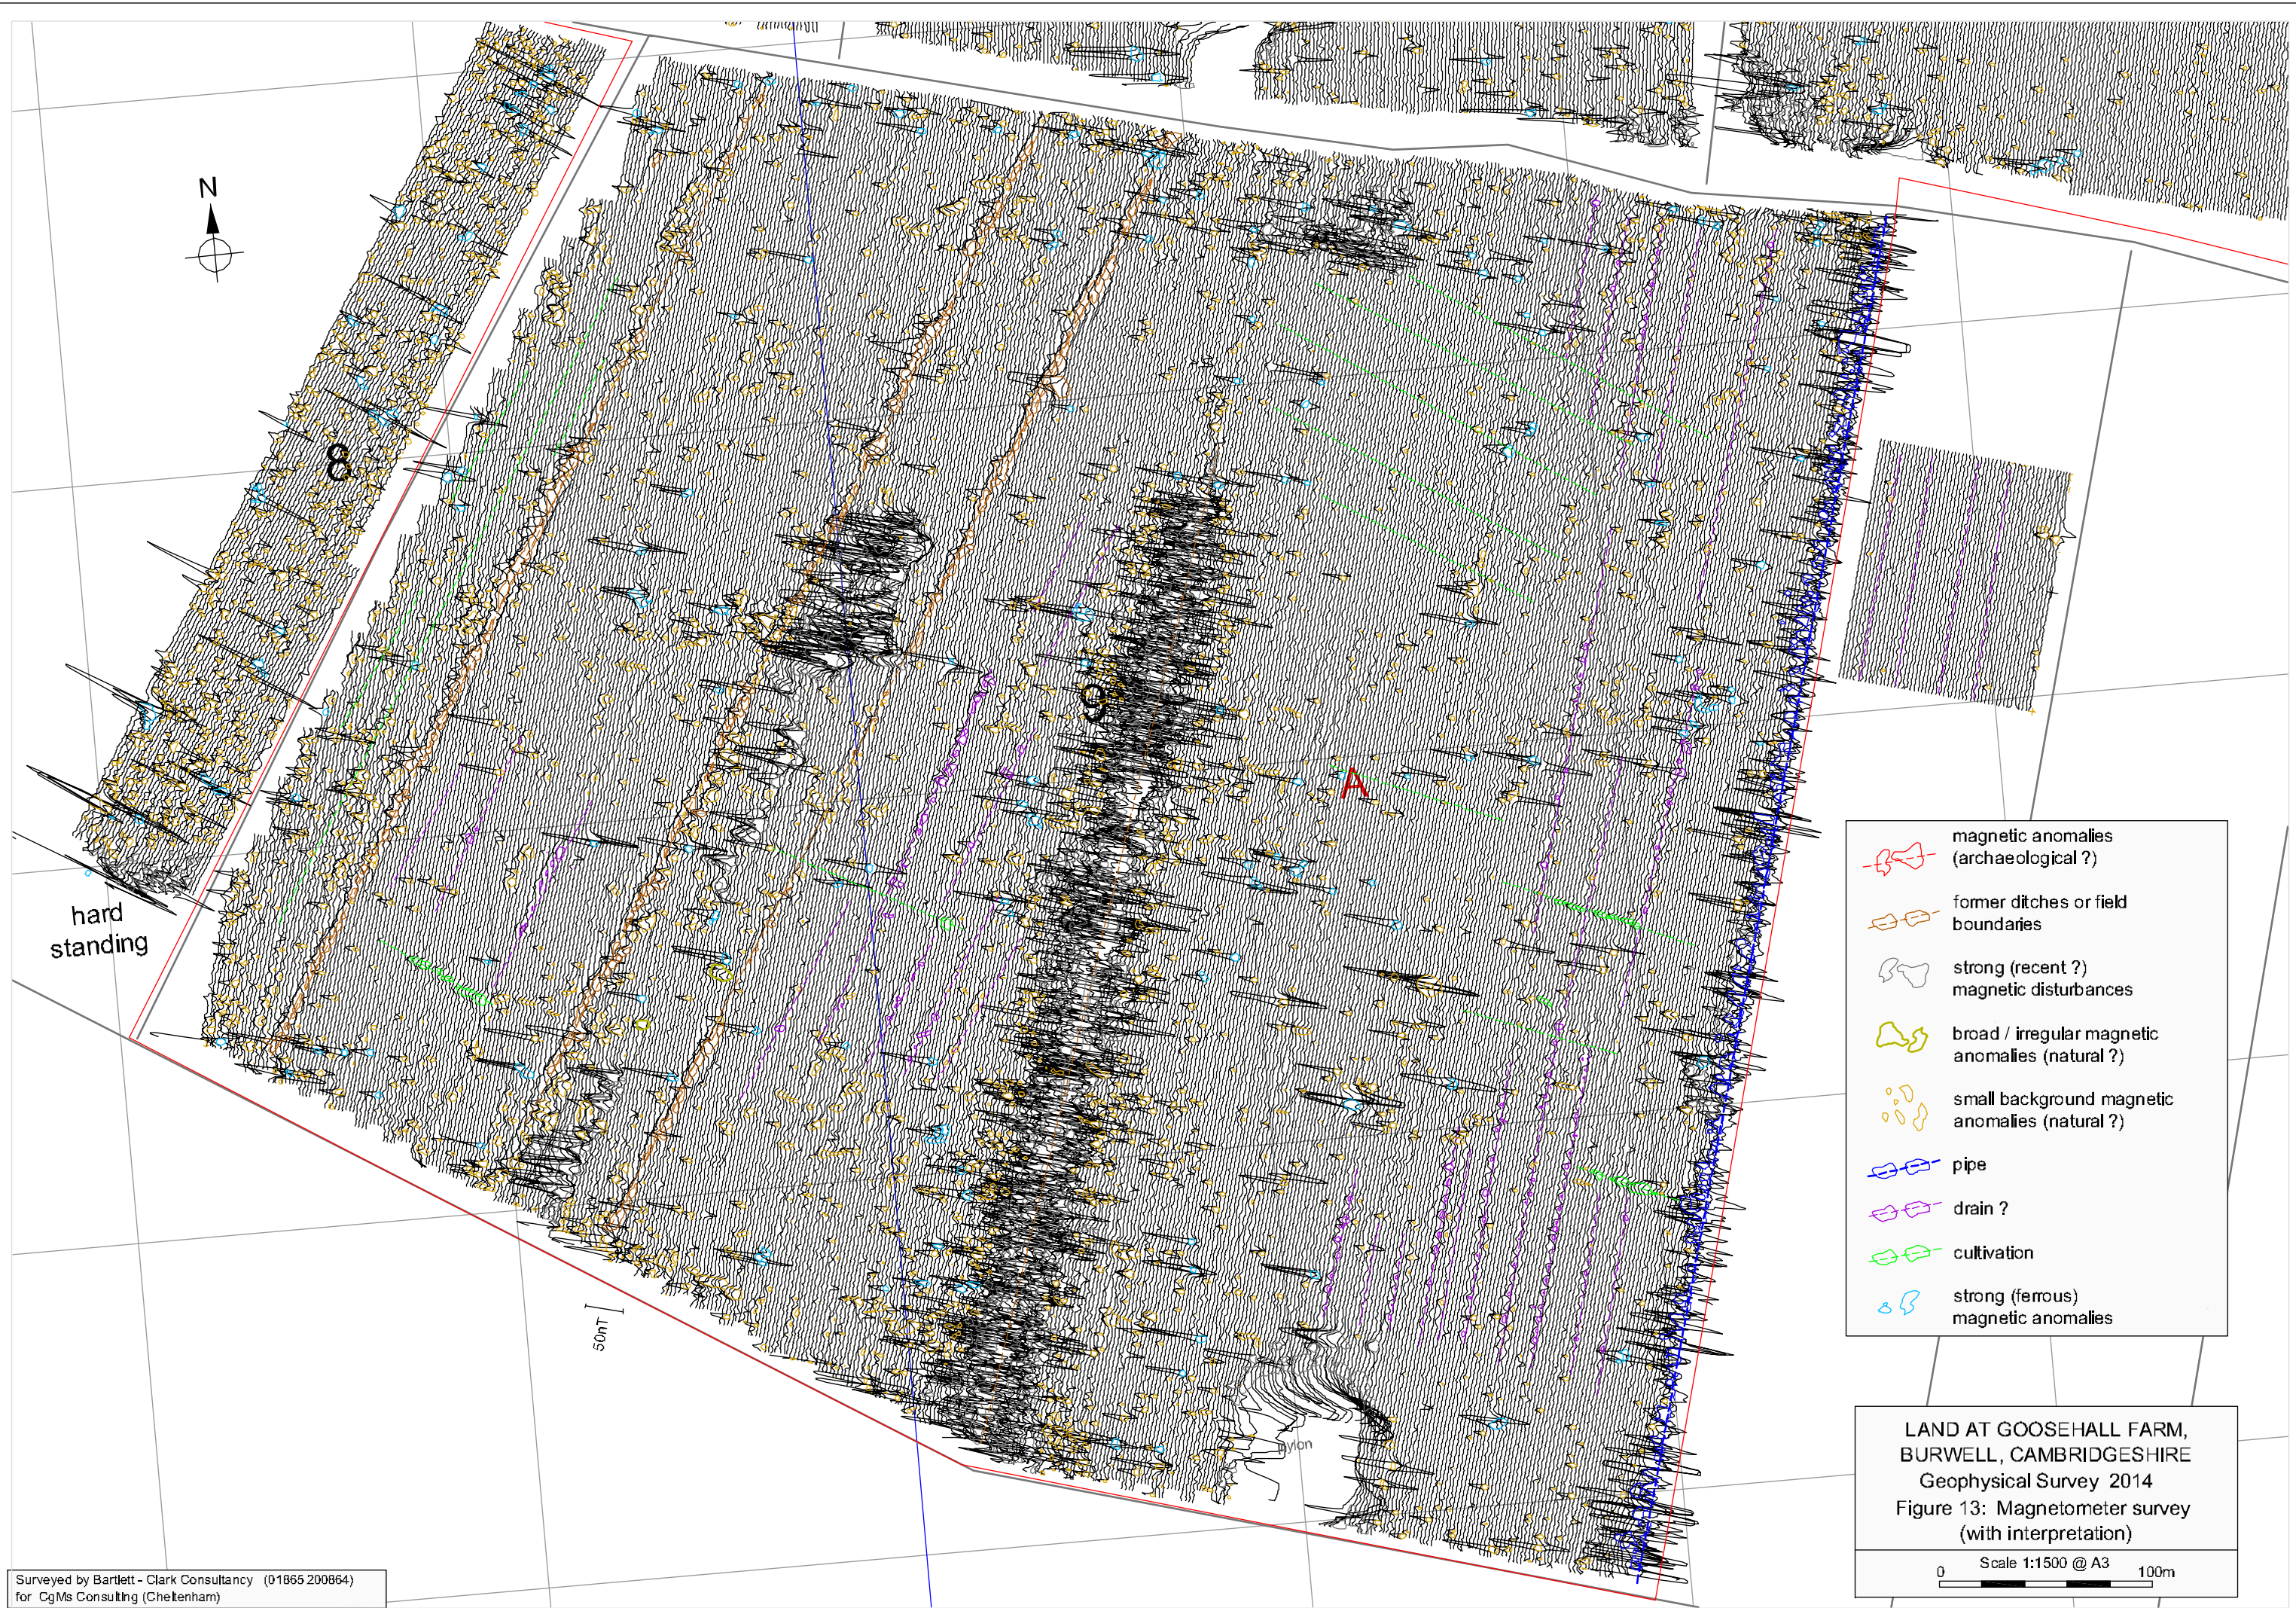 N
8
9
A
hard
standing
50nT
pylon
magnetic anomalies
(archaeological ?)
former ditches or field
boundaries
strong (recent ?)
magnetic disturbances
broad / irregular magnetic
anomalies (natural ?)
small background magnetic
anomalies (natural ?)
pipe
drain ?
cultivation
strong (ferrous)
magnetic anomalies
LAND AT GOOSEHALL FARM,
BURWELL, CAMBRIDGESHIRE
Geophysical Survey 2014
Figure 13: Magnetometer survey
(with interpretation)
Scale 1:1500 @ A3
0 100m
Surveyed by Bartlett - Clark Consultancy (01865 200864)
for CgMs Consulting (Cheltenham)